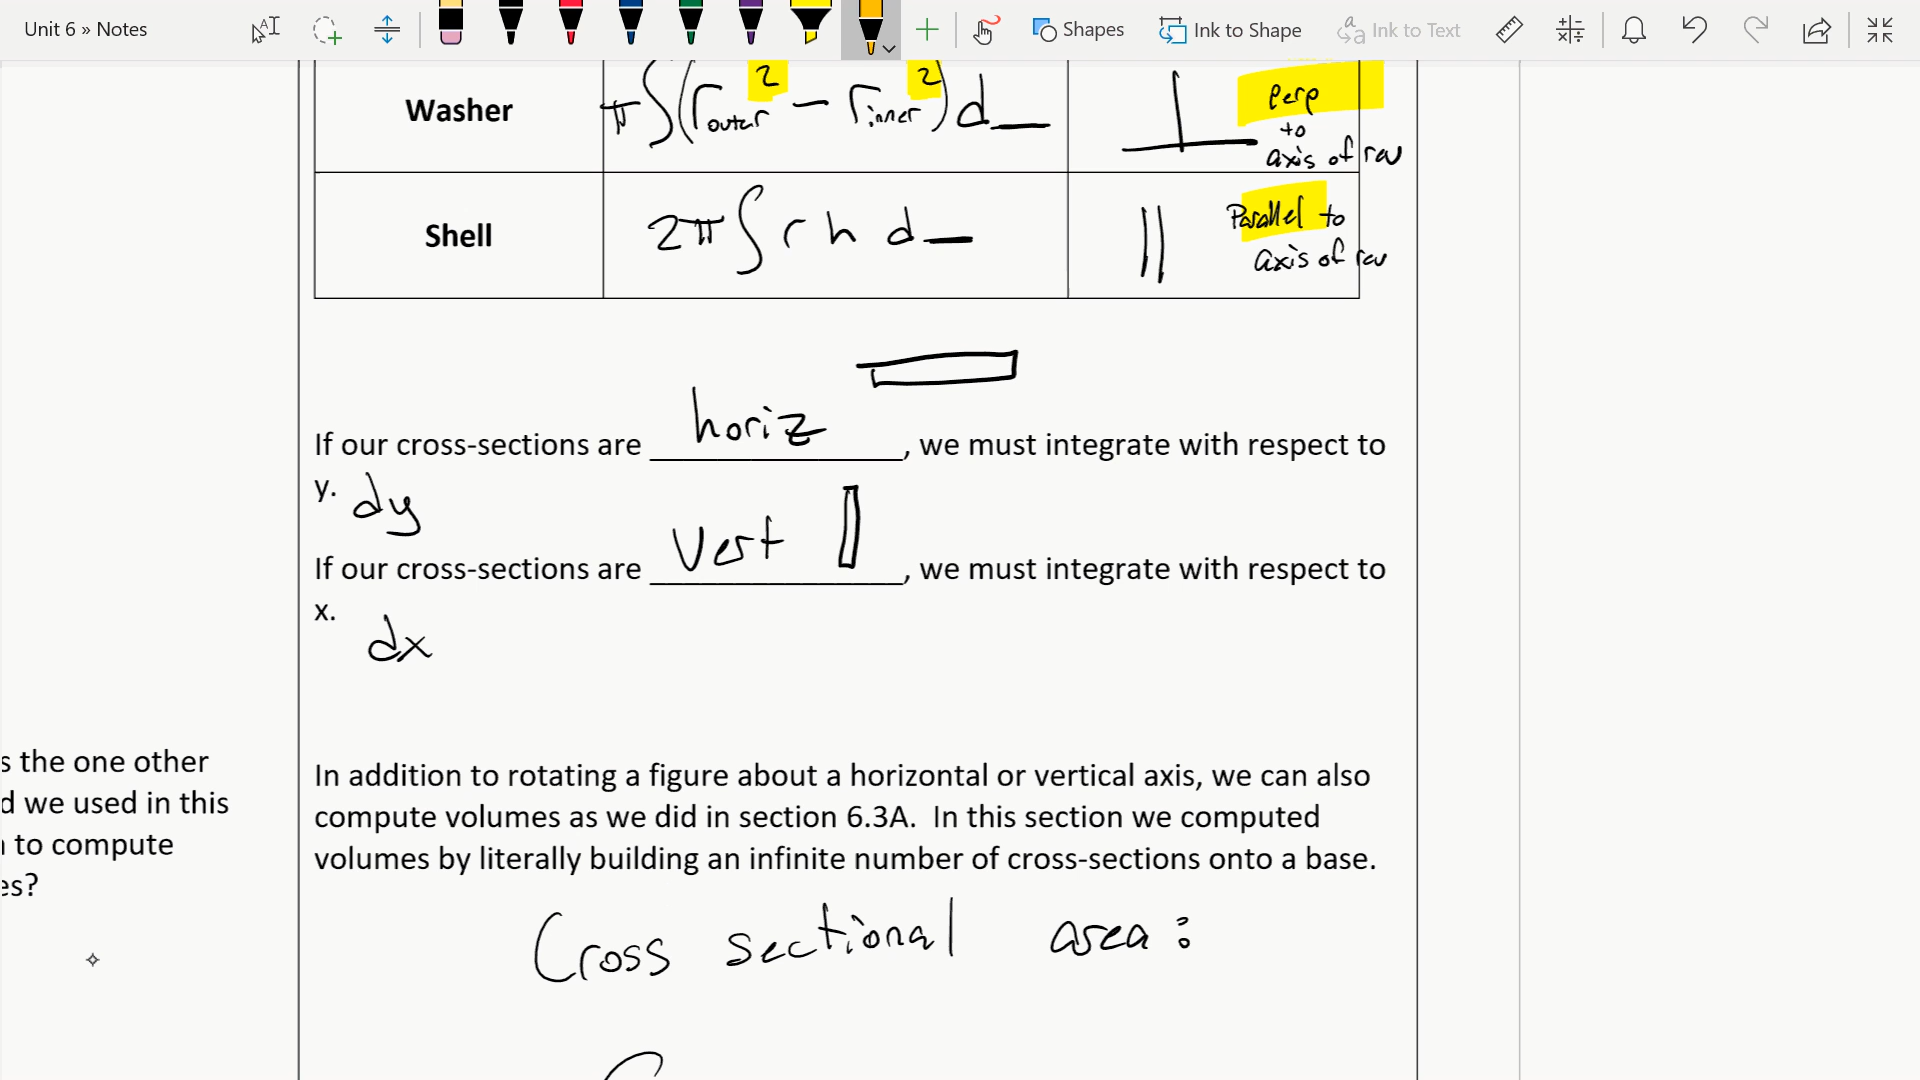 Unit 6 » Notes
Shapes
Ink to Shape
Ink to Text
Washer
π∫(r outer² − r inner²) d__
Perp
to
axis of rev
Shell
2π∫ r h d__
Parallel to
axis of rev
If our cross-sections are horiz, we must integrate with respect to
y. dy
If our cross-sections are vert, we must integrate with respect to
x.
dx
s the one other
d we used in this
to compute
es?
In addition to rotating a figure about a horizontal or vertical axis, we can also
compute volumes as we did in section 6.3A. In this section we computed
volumes by literally building an infinite number of cross-sections onto a base.
Cross sectional area: